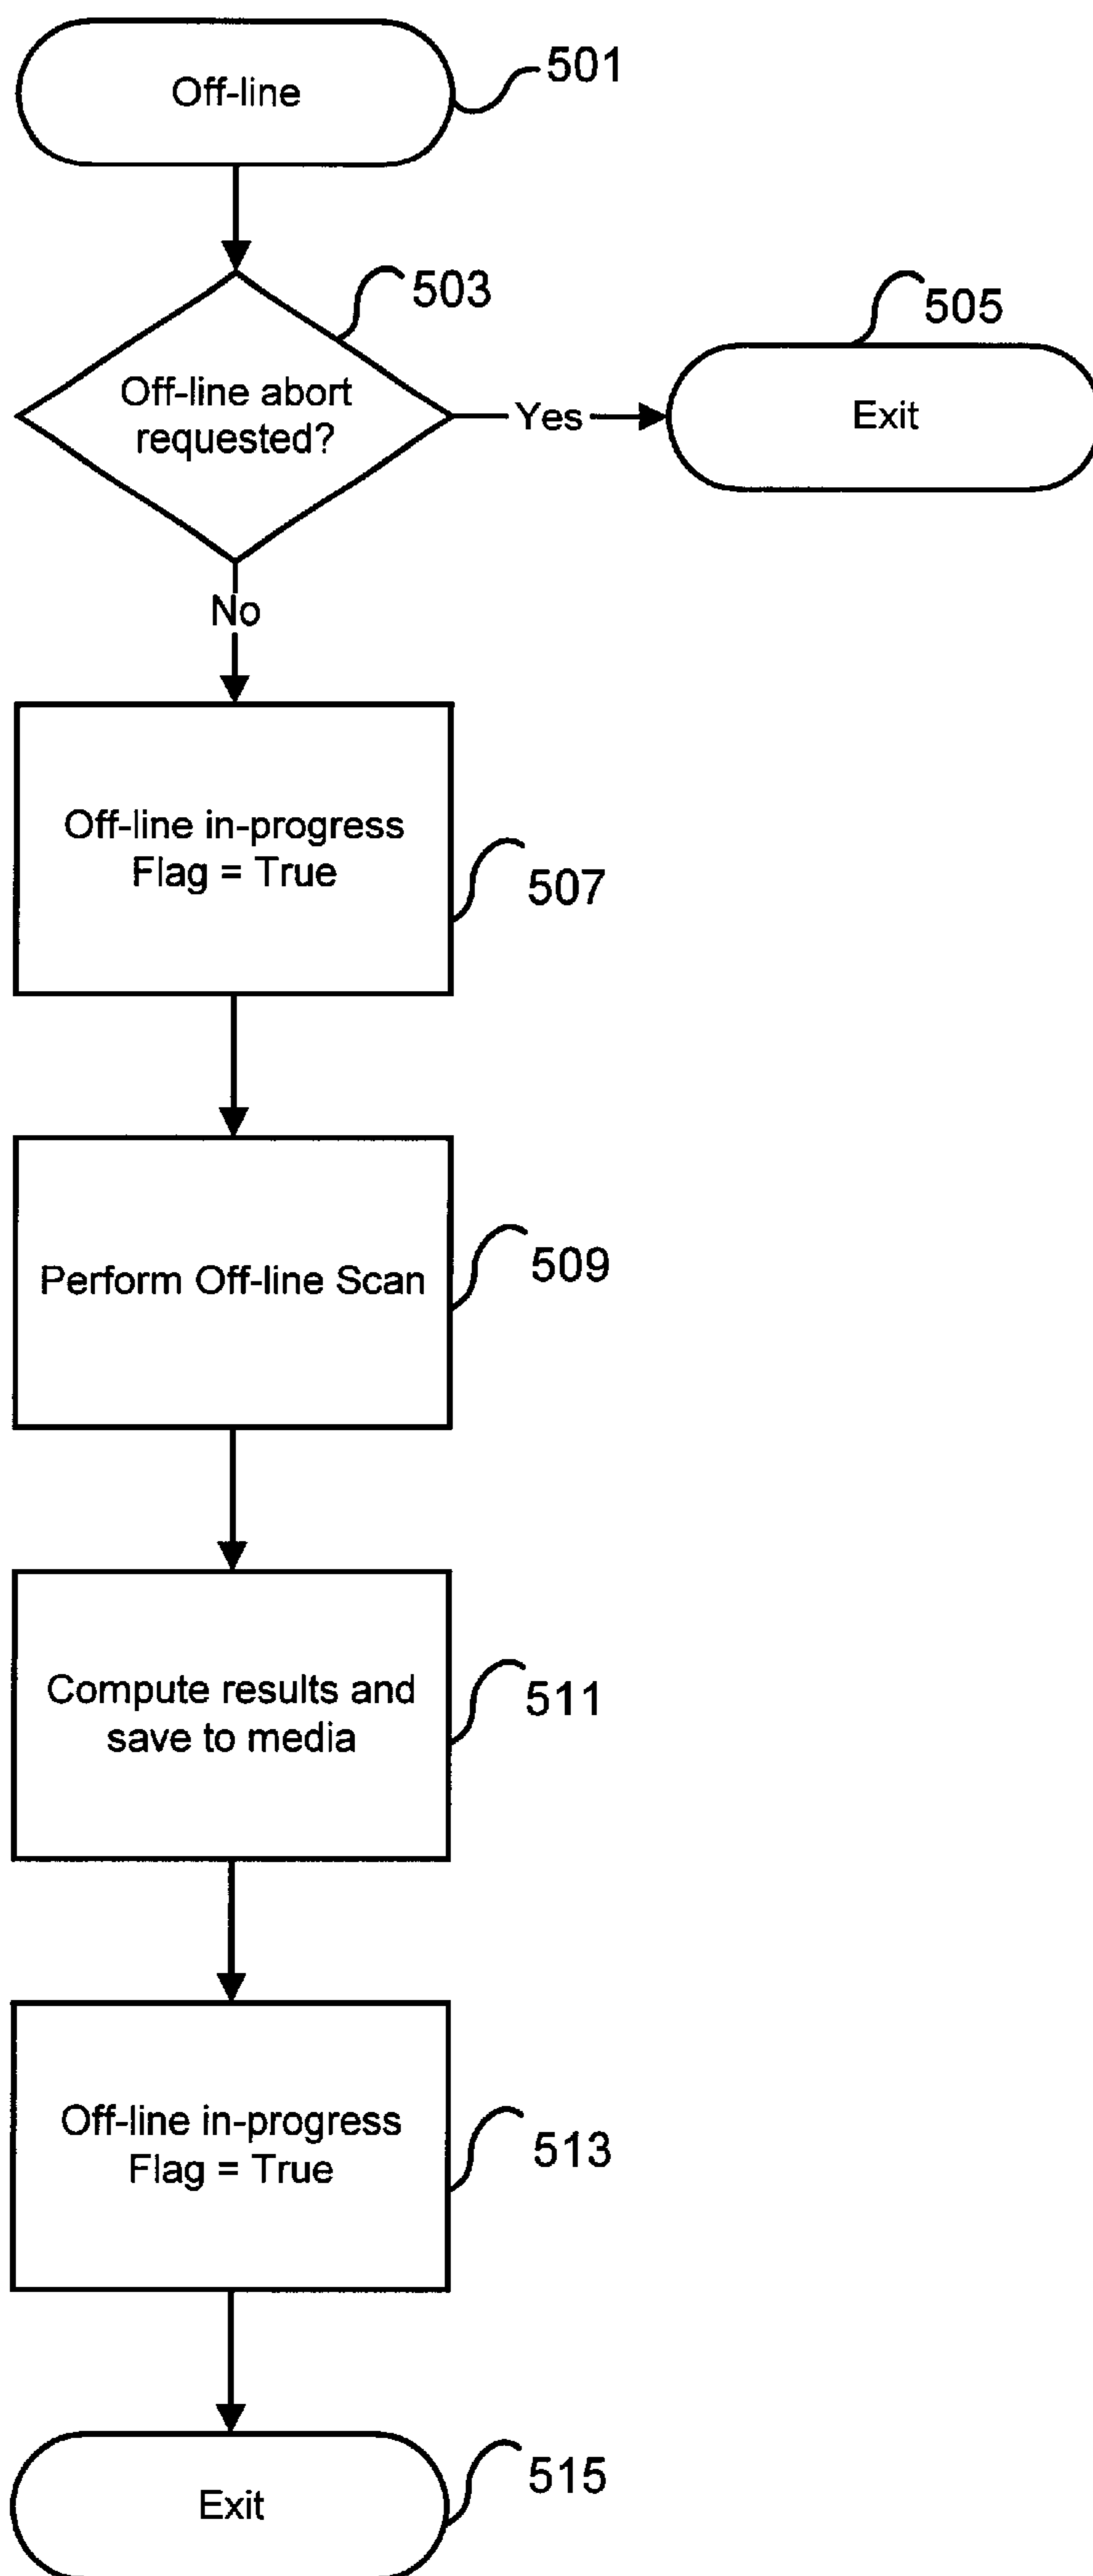 Off-line
501
503
Off-line abort
requested?
Yes
505
Exit
No
Off-line in-progress
Flag = True
507
Perform Off-line Scan
509
Compute results and
save to media
511
Off-line in-progress
Flag = True
513
Exit
515